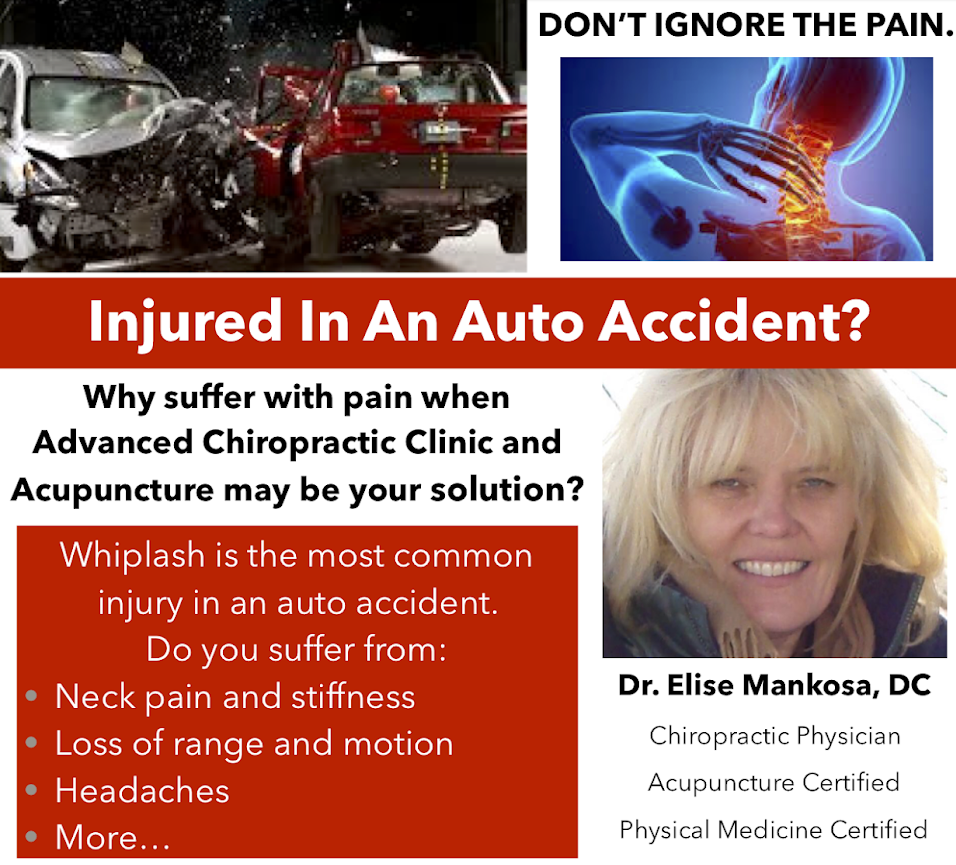 DON'T IGNORE THE PAIN.
Injured In An Auto Accident?
Why suffer with pain when
Advanced Chiropractic Clinic and
Acupuncture may be your solution?
Whiplash is the most common
injury in an auto accident.
Do you suffer from:
• Neck pain and stiffness
• Loss of range and motion
• Headaches
• More...
Dr. Elise Mankosa, DC
Chiropractic Physician
Acupuncture Certified
Physical Medicine Certified